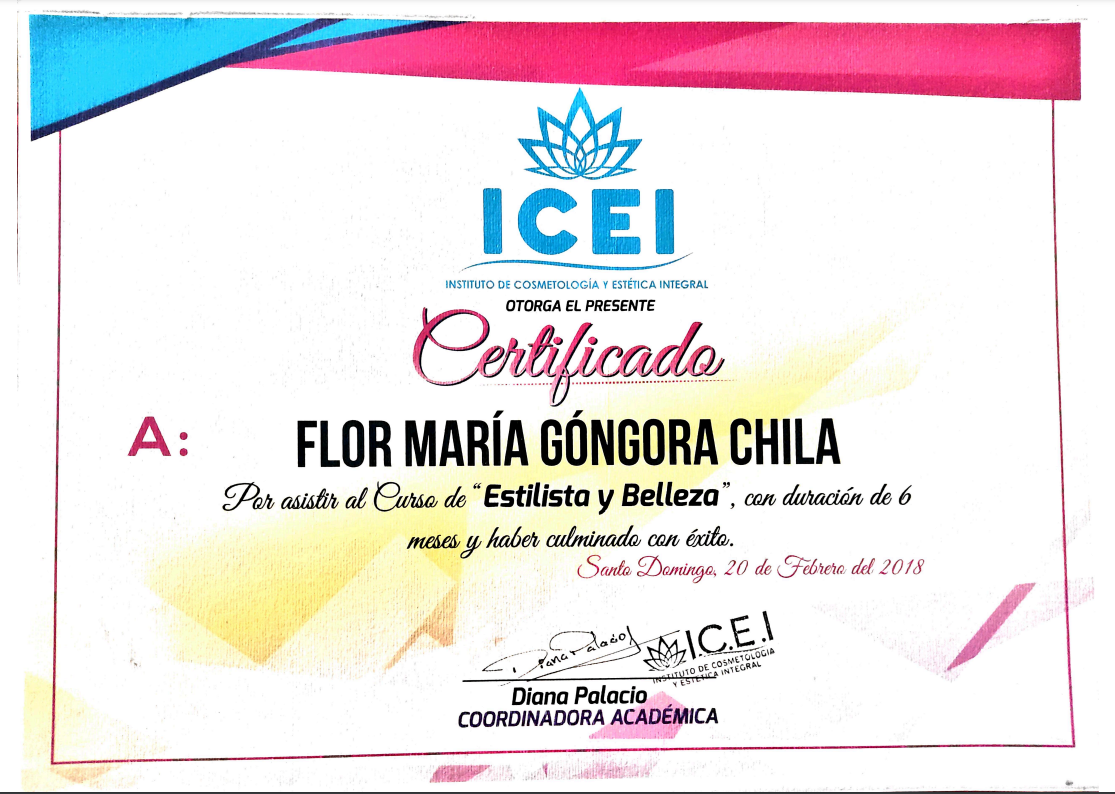 ICEI
INSTITUTO DE COSMETOLOGÍA Y ESTÉTICA INTEGRAL
OTORGA EL PRESENTE
Certificado
A:
FLOR MARÍA GÓNGORA CHILA
Por asistir al Curso de "Estilista y Belleza", con duración de 6
meses y haber culminado con éxito.
Santo Domingo, 20 de Febrero del 2018
Diana Palacio
I.C.E.I
INSTITUTO DE COSMETOLOGIA
Y ESTETICA INTEGRAL
Diana Palacio
COORDINADORA ACADÉMICA